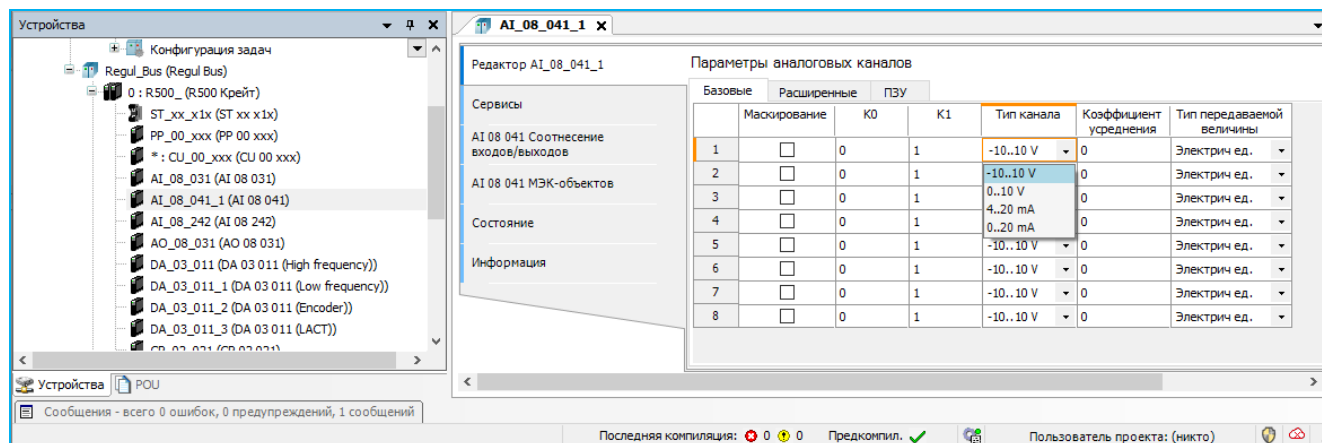 Устройства
Конфигурация задач
Regul_Bus (Regul Bus)
0 : R500_ (R500 Крейт)
ST_xx_x1x (ST xx x1x)
PP_00_xxx (PP 00 xxx)
* : CU_00_xxx (CU 00 xxx)
AI_08_031 (AI 08 031)
AI_08_041_1 (AI 08 041)
AI_08_242 (AI 08 242)
AO_08_031 (AO 08 031)
DA_03_011 (DA 03 011 (High frequency))
DA_03_011_1 (DA 03 011 (Low frequency))
DA_03_011_2 (DA 03 011 (Encoder))
DA_03_011_3 (DA 03 011 (LACT))
Устройства POU
AI_08_041_1
Редактор AI_08_041_1
Сервисы
AI 08 041 Соотнесение
входов/выходов
AI 08 041 МЭК-объектов
Состояние
Информация
Параметры аналоговых каналов
Базовые Расширенные ПЗУ
Маскирование K0 K1 Тип канала Коэффициент усреднения Тип передаваемой величины
1 0 1 -10..10 V 0 Электрич ед.
2 0 1 -10..10 V 0 Электрич ед.
3 0 1 0..10 V 0 Электрич ед.
4 0 1 4..20 mA 0 Электрич ед.
0..20 mA
5 0 1 -10..10 V 0 Электрич ед.
6 0 1 -10..10 V 0 Электрич ед.
7 0 1 -10..10 V 0 Электрич ед.
8 0 1 -10..10 V 0 Электрич ед.
Сообщения - всего 0 ошибок, 0 предупреждений, 1 сообщений
Последняя компиляция: 0 0 Предкомпил. Пользователь проекта: (никто)